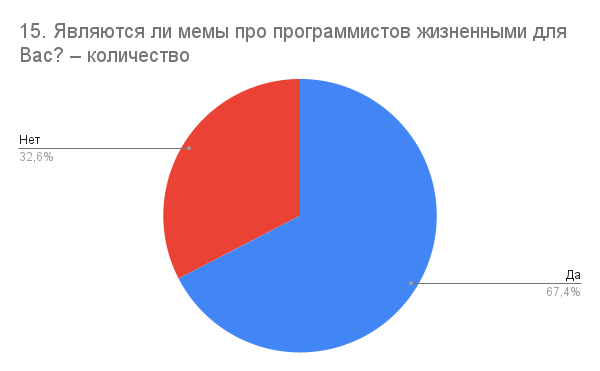 15. Являются ли мемы про программистов жизненными для
Вас? – количество
Нет
32,6%
Да
67,4%